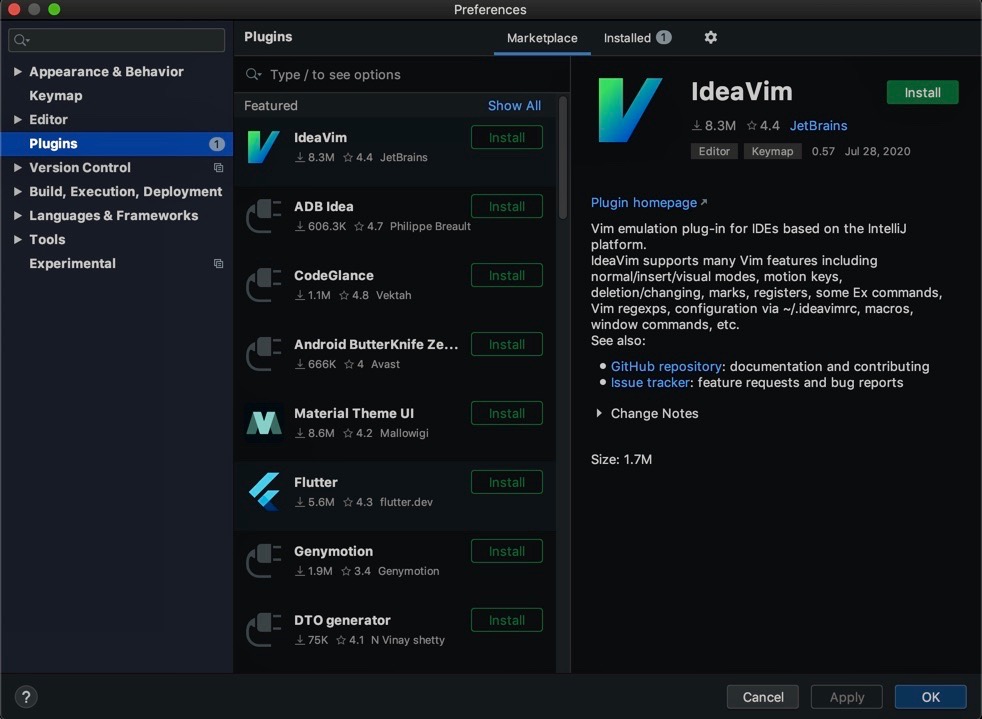 Preferences
Appearance & Behavior
Keymap
Editor
Plugins 1
Version Control
Build, Execution, Deployment
Languages & Frameworks
Tools
Experimental
Plugins
Marketplace
Installed 1
Type / to see options
Featured Show All
IdeaVim Install
8.3M 4.4 JetBrains
ADB Idea Install
606.3K 4.7 Philippe Breault
CodeGlance Install
1.1M 4.8 Vektah
Android ButterKnife Ze... Install
666K 4 Avast
Material Theme UI Install
8.6M 4.2 Mallowigi
Flutter Install
5.6M 4.3 flutter.dev
Genymotion Install
1.9M 3.4 Genymotion
DTO generator Install
75K 4.1 N Vinay shetty
IdeaVim Install
8.3M 4.4 JetBrains
Editor Keymap 0.57 Jul 28, 2020
Plugin homepage
Vim emulation plug-in for IDEs based on the IntelliJ
platform.
IdeaVim supports many Vim features including
normal/insert/visual modes, motion keys,
deletion/changing, marks, registers, some Ex commands,
Vim regexps, configuration via ~/.ideavimrc, macros,
window commands, etc.
See also:
GitHub repository: documentation and contributing
Issue tracker: feature requests and bug reports
Change Notes
Size: 1.7M
?
Cancel Apply OK